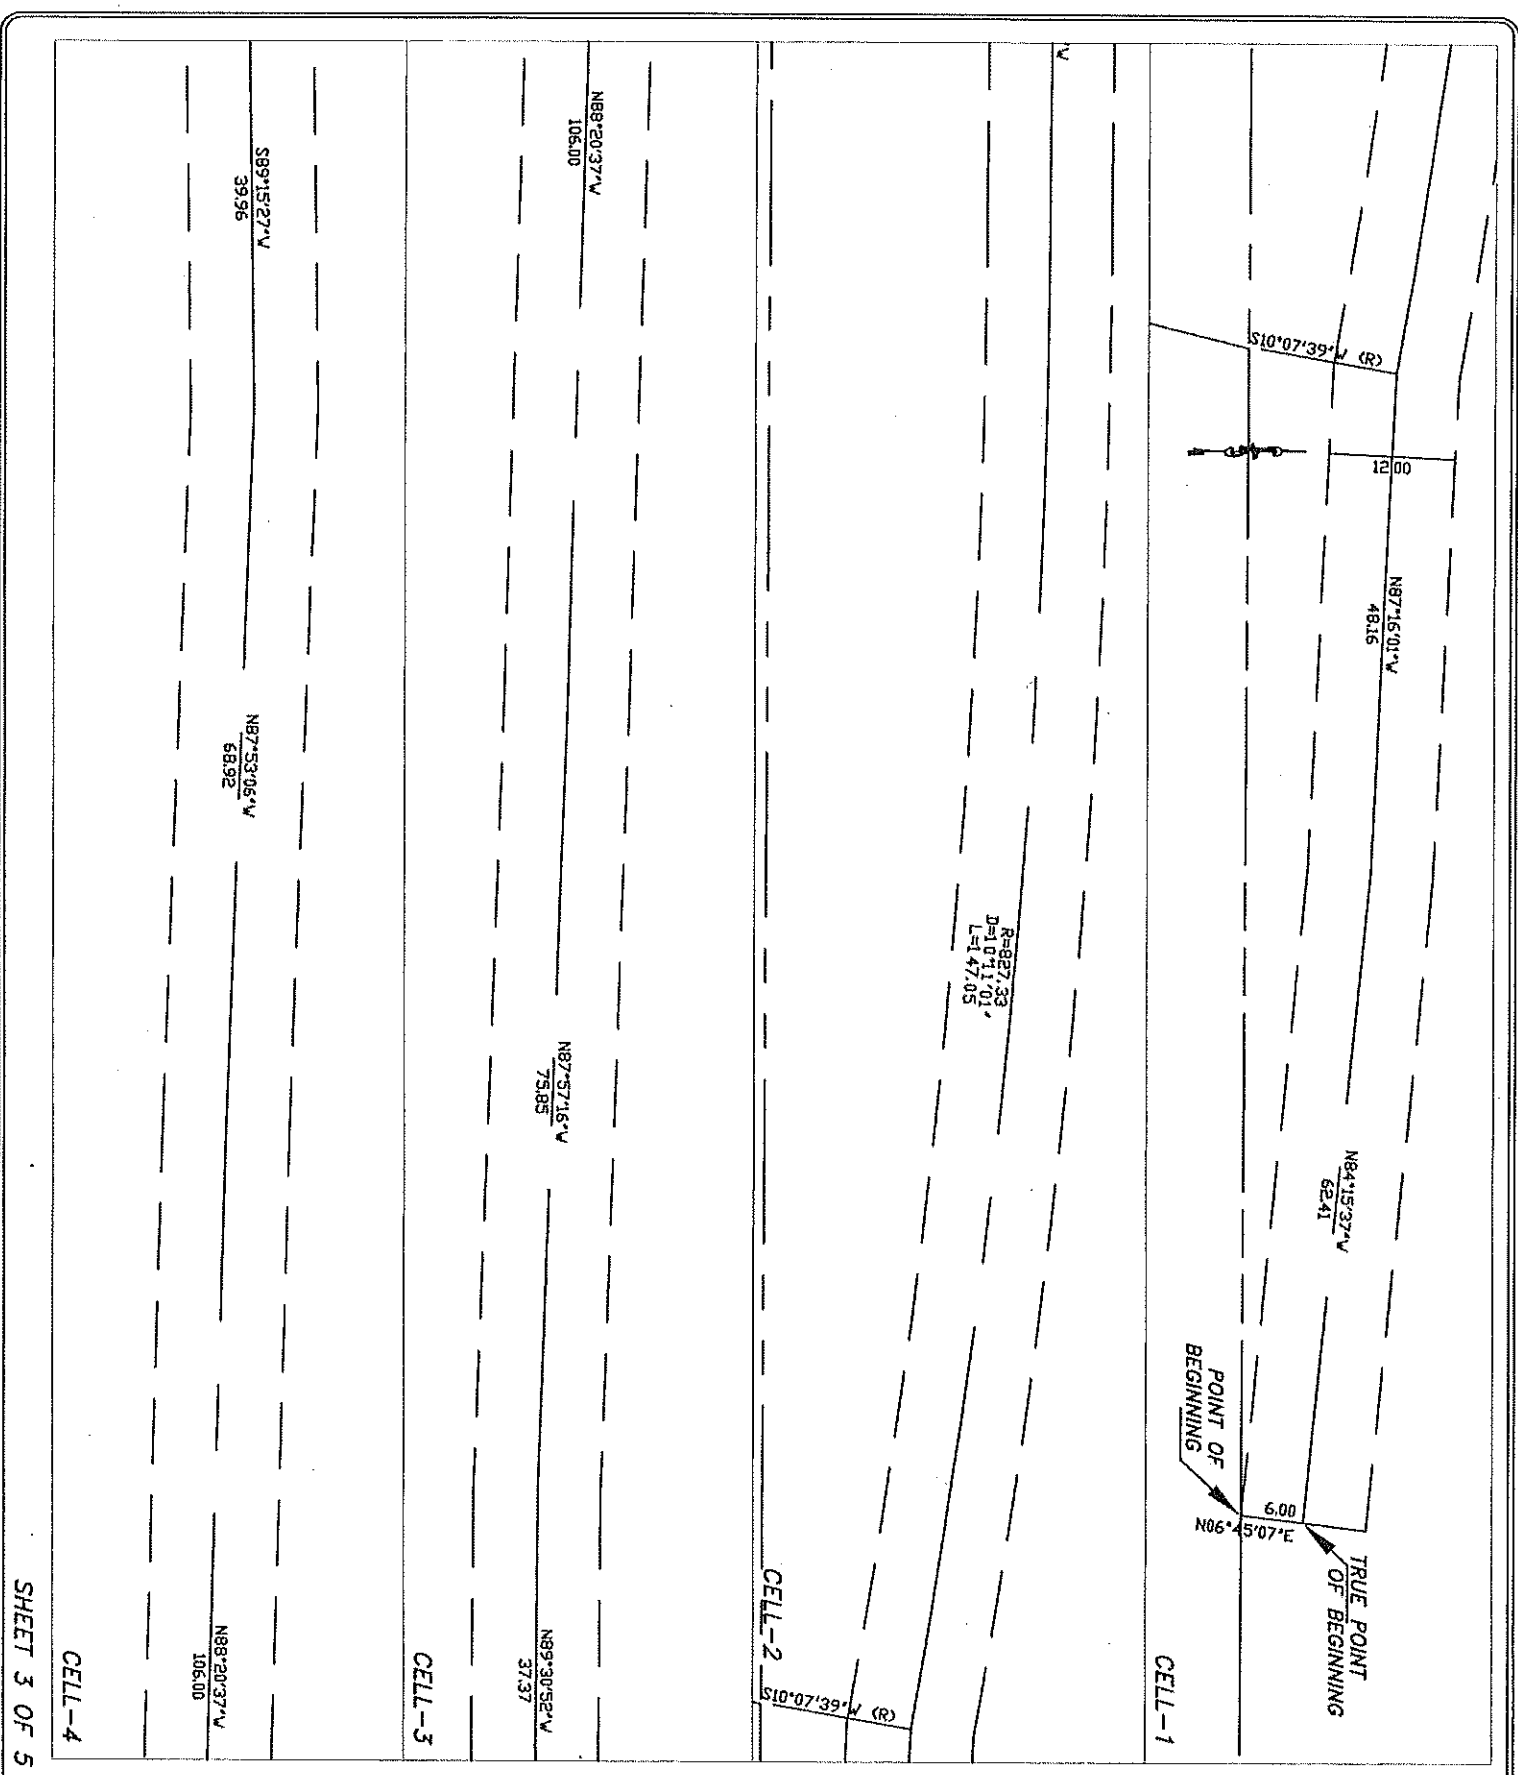 S10°07'39"W (R)
12.00
N87°16'01"W
48.16
N84°15'37"W
62.41
POINT OF
BEGINNING
6.00
N06°45'07"E
TRUE POINT
OF BEGINNING
CELL-1
"W
R=827.33
D=10°11'01"
L=147.05
S10°07'39"W (R)
CELL-2
N88°20'37"W
106.00
N87°57'16"W
75.85
N89°30'52"W
37.37
CELL-3
S89°15'27"W
39.96
N87°53'06"W
68.92
N88°20'37"W
106.00
CELL-4
SHEET 3 OF 5